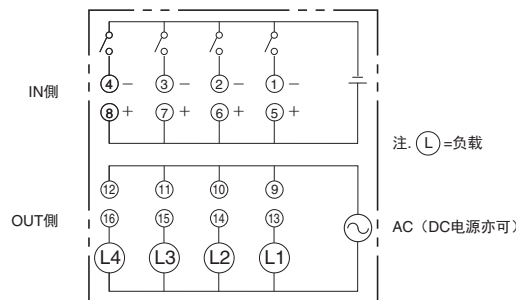 ④ − ③ − ② − ① −
IN側
⑧ + ⑦ + ⑥ + ⑤ +
注. Ⓛ=负载
⑫ ⑪ ⑩ ⑨
OUT側
⑯ ⑮ ⑭ ⑬
AC（DC电源亦可）
L4 L3 L2 L1